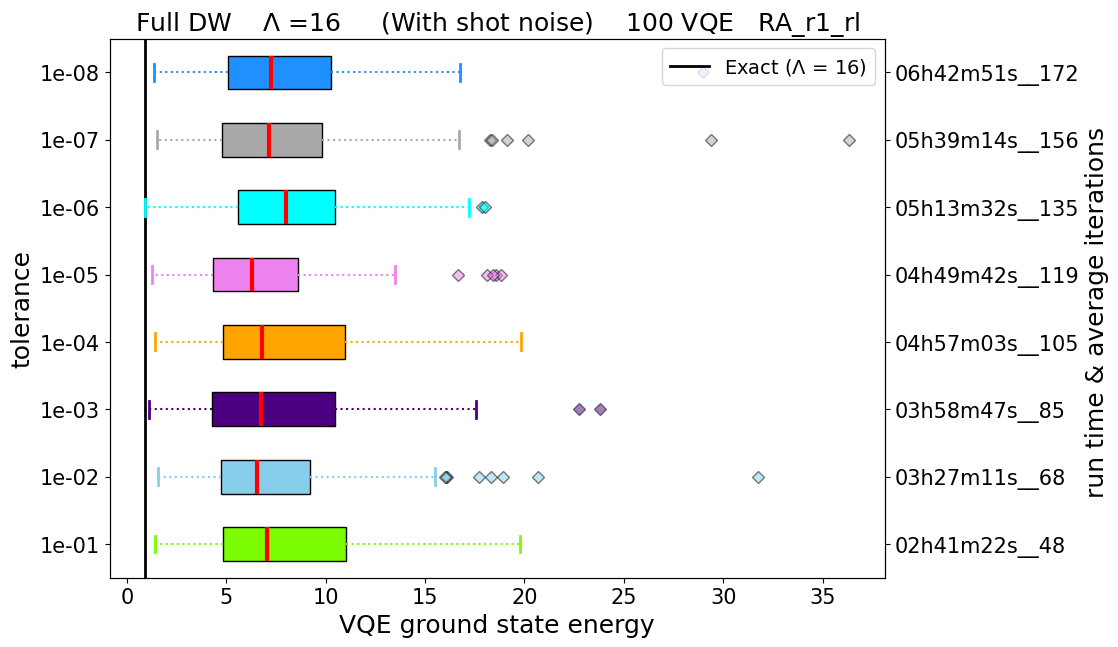 Full DW Λ =16 (With shot noise) 100 VQE RA_r1_rl
Exact (Λ = 16)
tolerance
1e-08
1e-07
1e-06
1e-05
1e-04
1e-03
1e-02
1e-01
06h42m51s__172
05h39m14s__156
05h13m32s__135
04h49m42s__119
04h57m03s__105
03h58m47s__85
03h27m11s__68
02h41m22s__48
run time & average iterations
0 5 10 15 20 25 30 35
VQE ground state energy